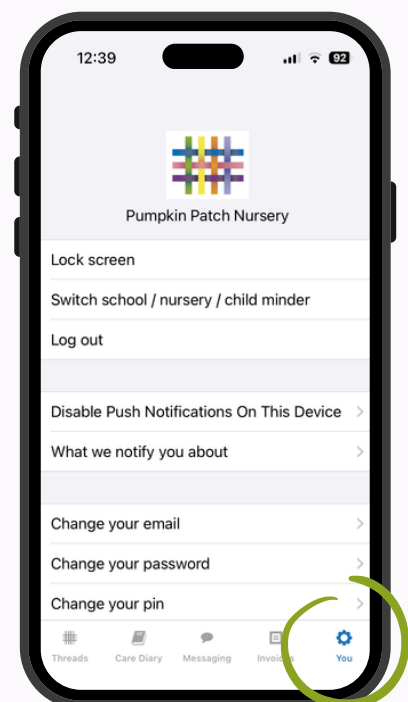 12:39
92
Pumpkin Patch Nursery
Lock screen
Switch school / nursery / child minder
Log out
Disable Push Notifications On This Device
What we notify you about
Change your email
Change your password
Change your pin
Threads Care Diary Messaging Invoices You